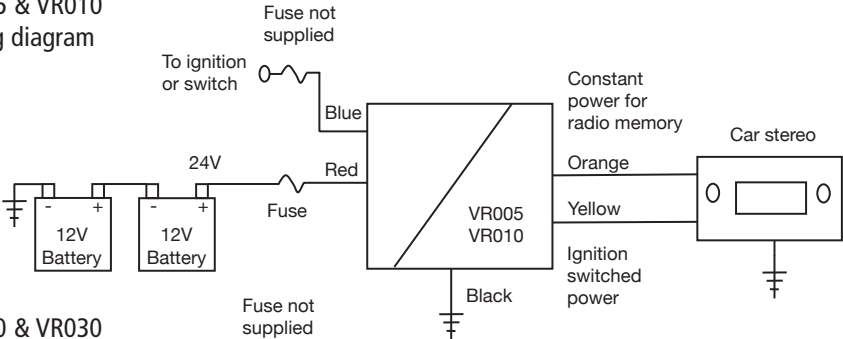 & VR010
diagram
Fuse not
supplied
To ignition
or switch
Blue
Constant
power for
radio memory
Car stereo
24V
Red
Orange
Fuse
Yellow
VR005
VR010
- +
12V
Battery
- +
12V
Battery
Ignition
switched
power
Black
Fuse not
supplied
& VR030